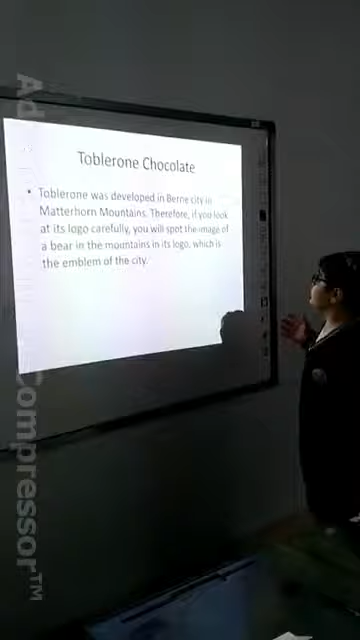 Toblerone Chocolate
• Toblerone was developed in Berne city in
Matterhorn Mountains. Therefore, if you look
at its logo carefully, you will spot the image of
a bear in the mountains in its logo, which is
the emblem of the city.
Ad
Compressor™